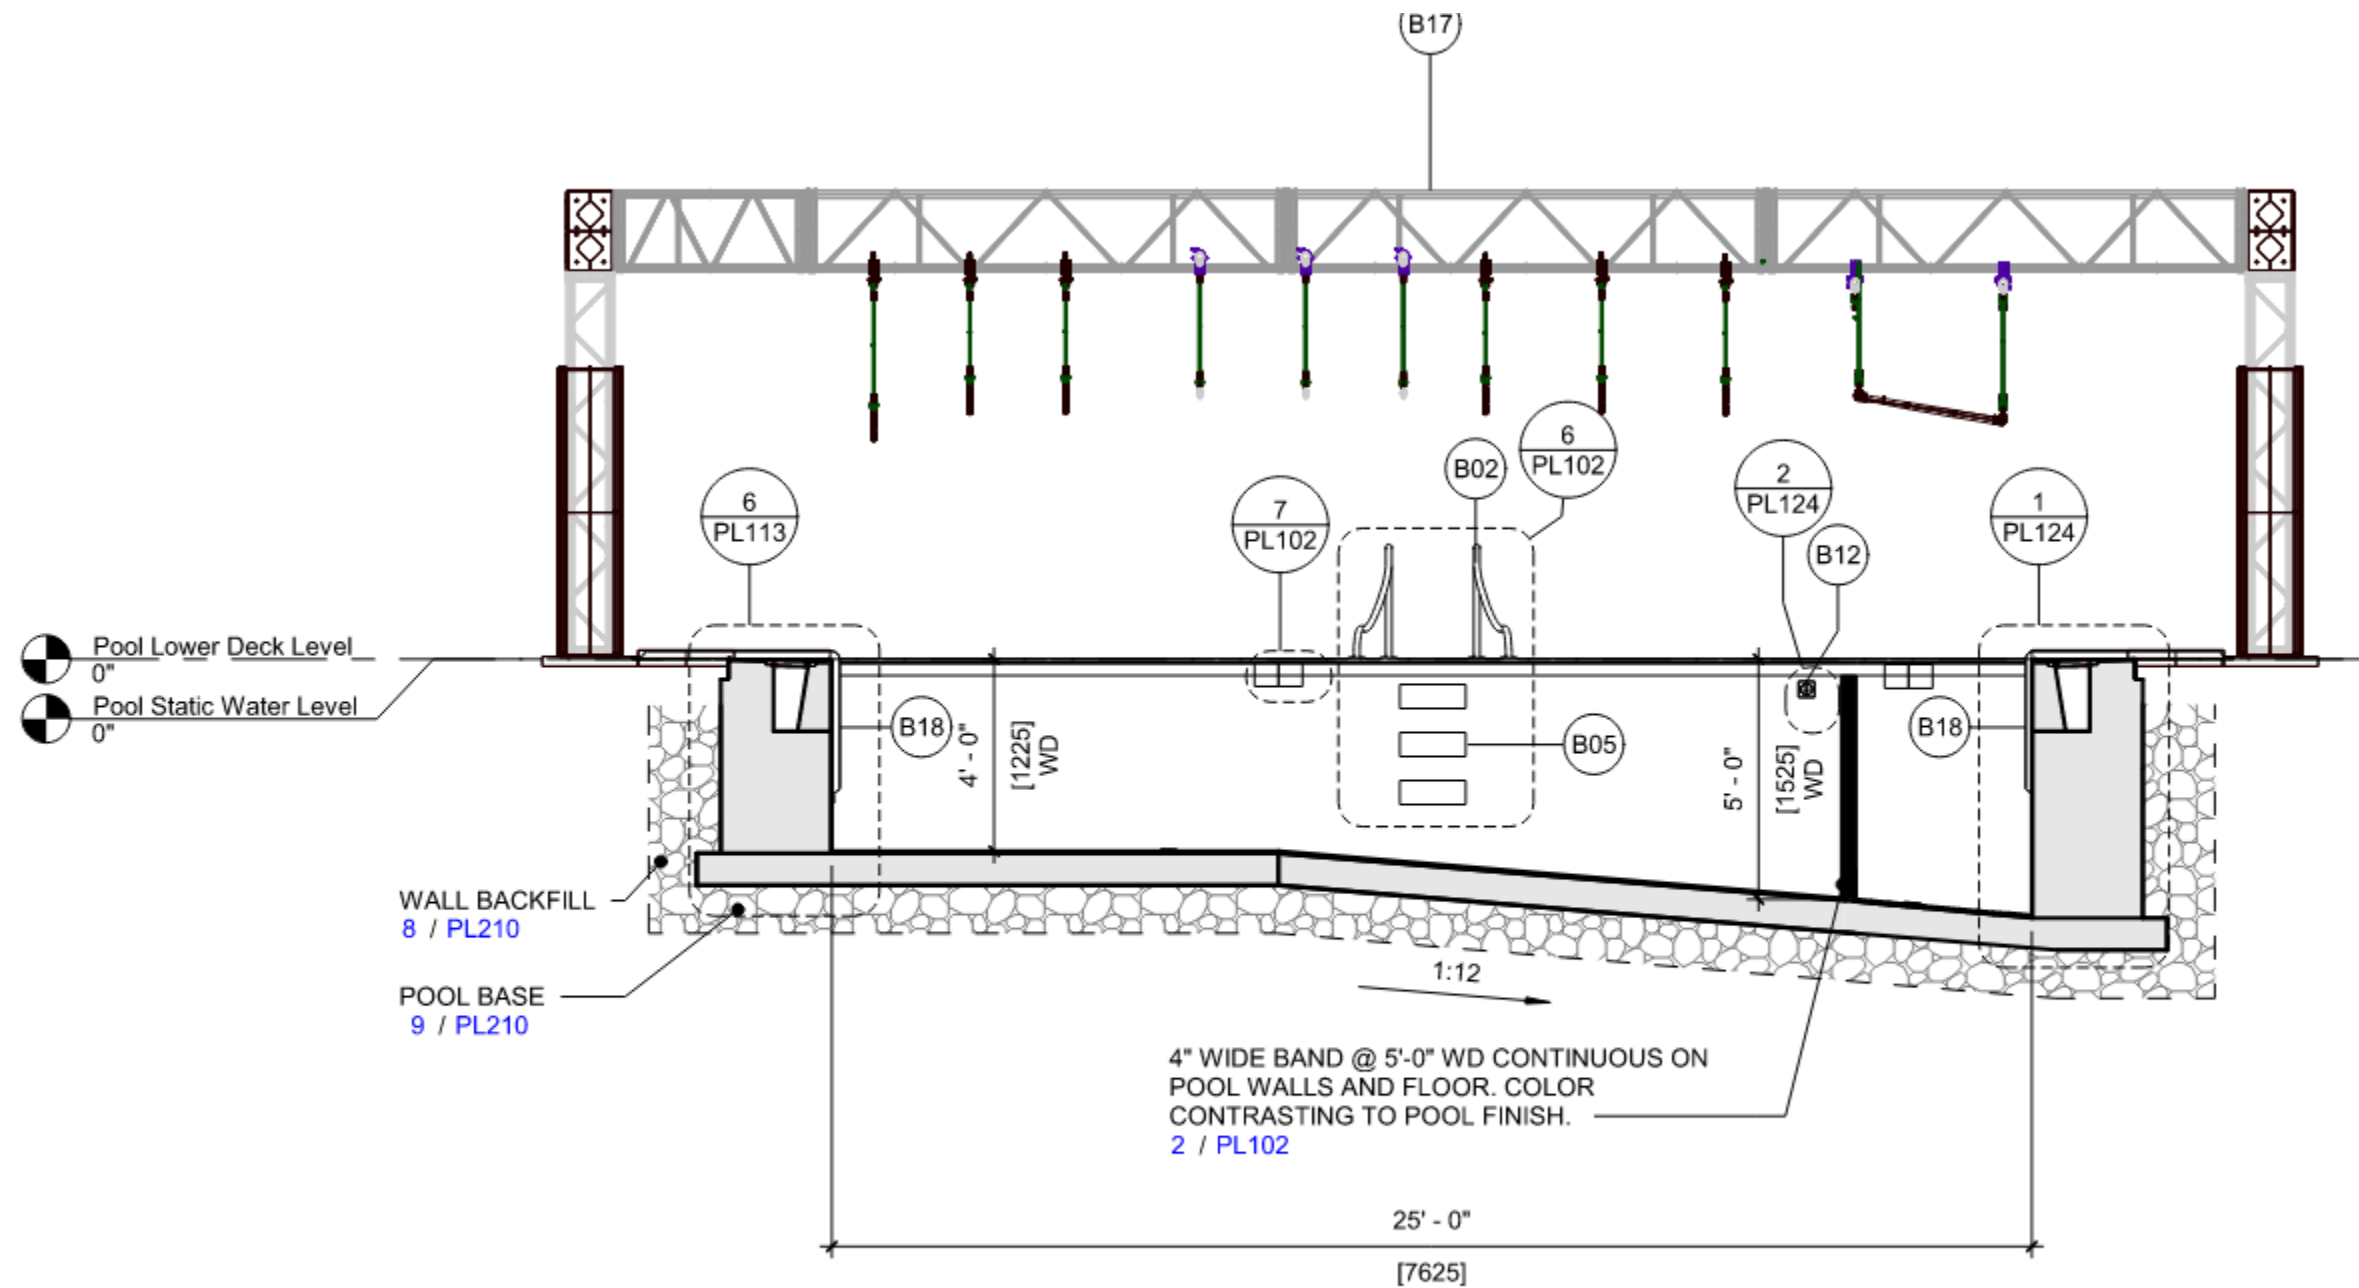 B17
6
PL102
B02
2
PL124
6
PL113
7
PL102
1
PL124
B12
Pool Lower Deck Level
0"
Pool Static Water Level
0"
B18
4' - 0"
[1225]
WD
B05
5' - 0"
[1525]
WD
B18
WALL BACKFILL
8 / PL210
1:12
POOL BASE
9 / PL210
4" WIDE BAND @ 5'-0" WD CONTINUOUS ON
POOL WALLS AND FLOOR. COLOR
CONTRASTING TO POOL FINISH.
2 / PL102
25' - 0"
[7625]